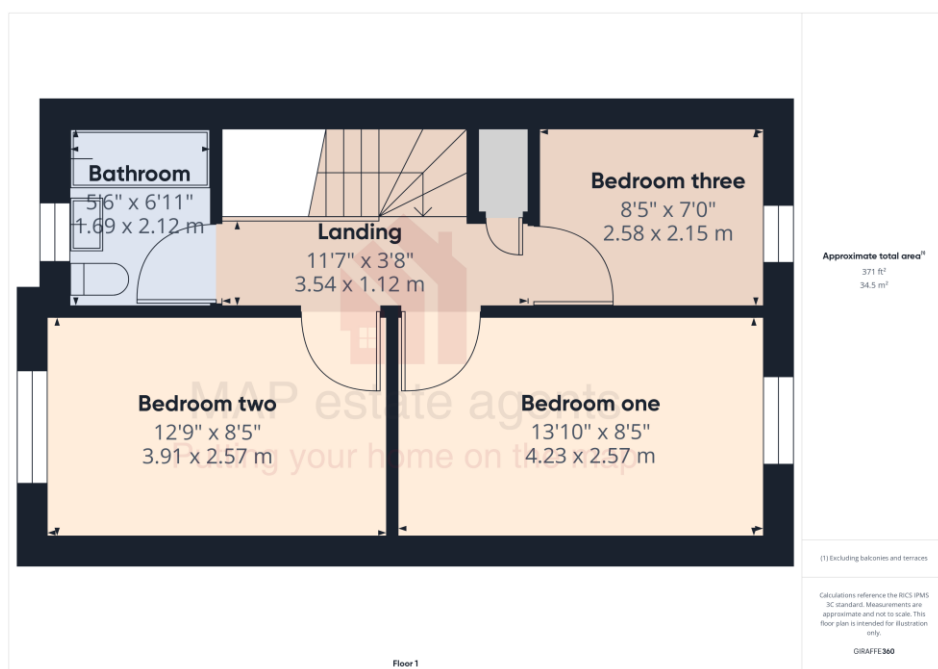 Bathroom
5'6" x 6'11"
1.69 x 2.12 m
Landing
11'7" x 3'8"
3.54 x 1.12 m
Bedroom three
8'5" x 7'0"
2.58 x 2.15 m
Bedroom two
12'9" x 8'5"
3.91 x 2.57 m
Bedroom one
13'10" x 8'5"
4.23 x 2.57 m
MAP estate agents
Putting your home on the map
Floor 1
Approximate total area(1)
371 ft²
34.5 m²
(1) Excluding balconies and terraces
Calculations reference the RICS IPMS
3C standard. Measurements are
approximate and not to scale. This
floor plan is intended for illustration
only.
GIRAFFE360